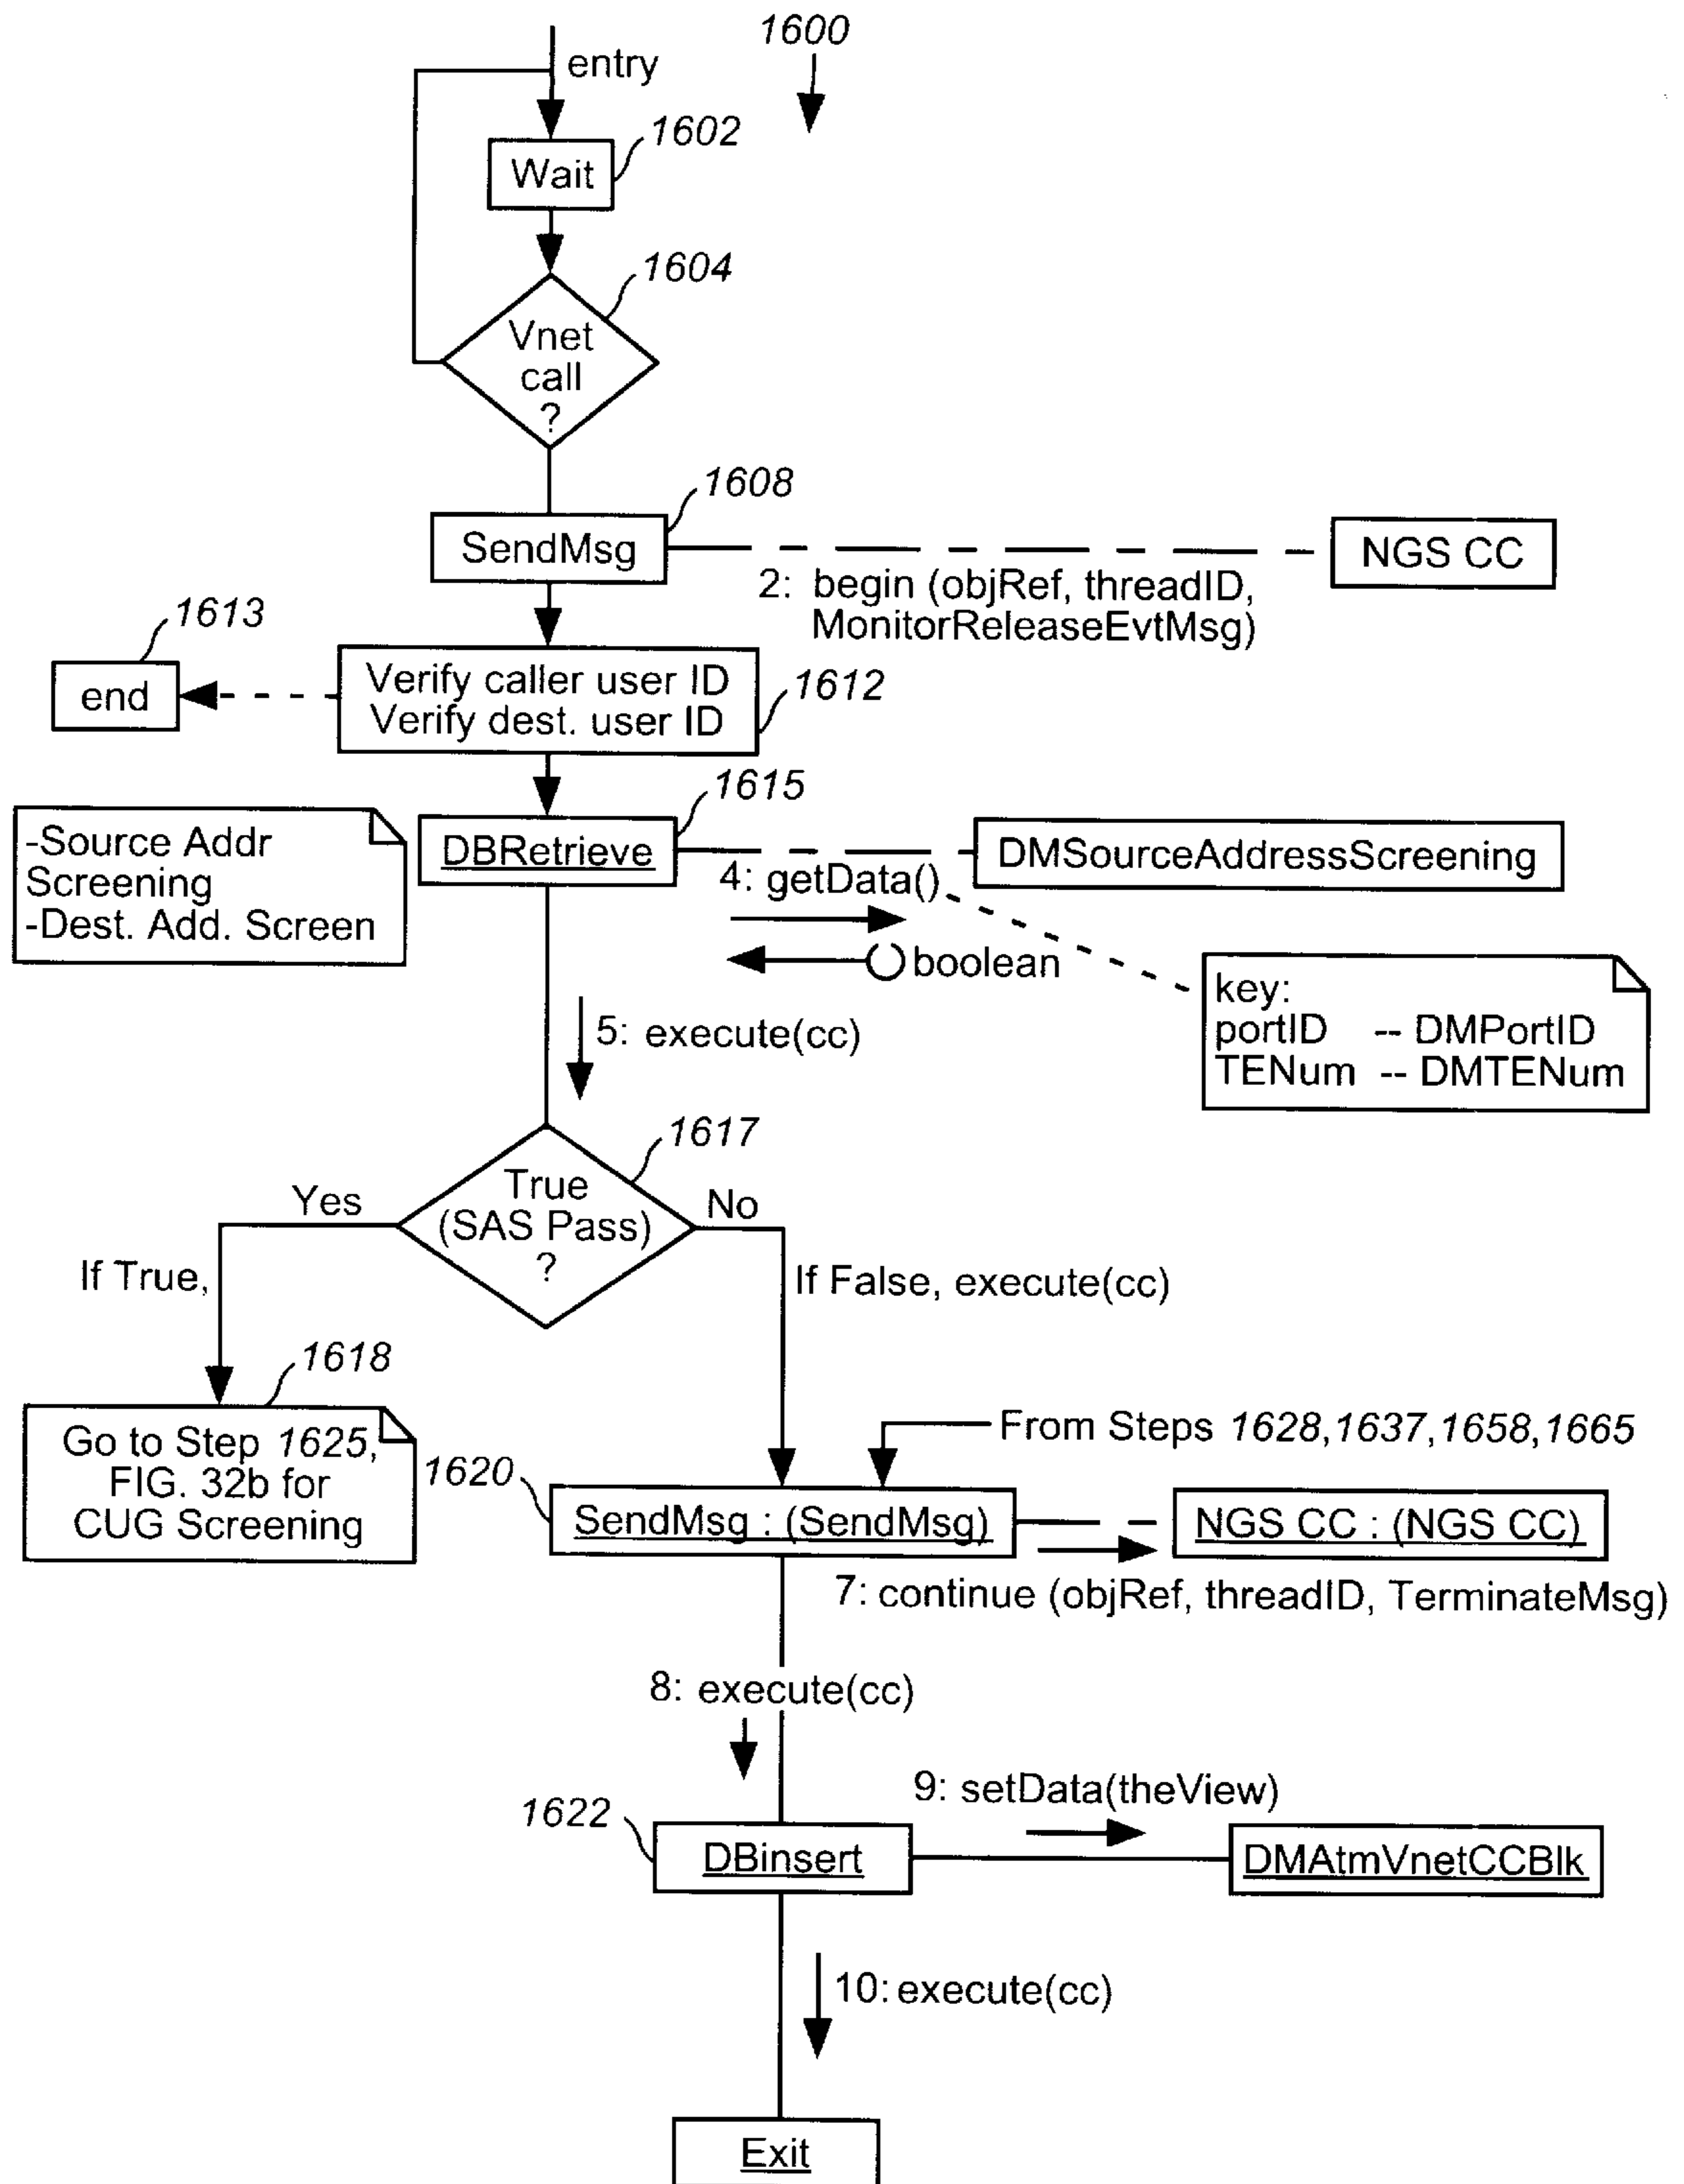 1600
entry
1602
Wait
1604
Vnet
call
?
1608
SendMsg
NGS CC
2: begin (objRef, threadID,
MonitorReleaseEvtMsg)
1613
end
Verify caller user ID
Verify dest. user ID
1612
1615
-Source Addr
Screening
-Dest. Add. Screen
DBRetrieve
DMSourceAddressScreening
4: getData()
boolean
key:
portID -- DMPortID
TENum -- DMTENum
5: execute(cc)
1617
True
(SAS Pass)
?
Yes
No
If True,
If False, execute(cc)
1618
Go to Step 1625,
FIG. 32b for
CUG Screening
From Steps 1628,1637,1658,1665
1620
SendMsg : (SendMsg)
NGS CC : (NGS CC)
7: continue (objRef, threadID, TerminateMsg)
8: execute(cc)
9: setData(theView)
1622
DBinsert
DMAtmVnetCCBlk
10: execute(cc)
Exit